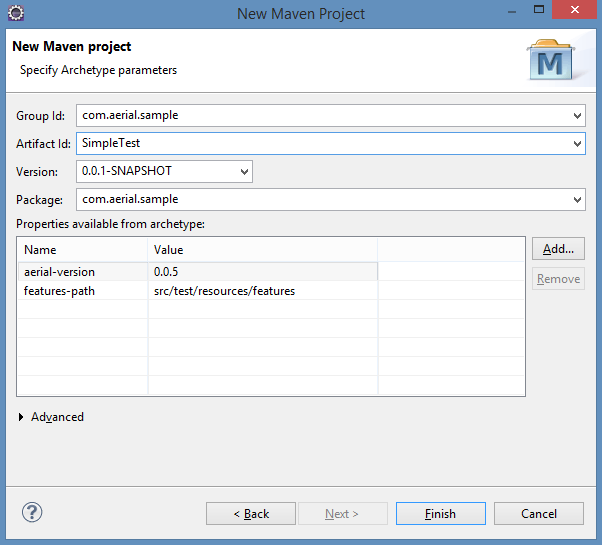 New Maven Project
New Maven project
Specify Archetype parameters
M
Group Id: com.aerial.sample
Artifact Id: SimpleTest
Version: 0.0.1-SNAPSHOT
Package: com.aerial.sample
Properties available from archetype:
Name Value
Add...
aerial-version 0.0.5
Remove
features-path src/test/resources/features
Advanced
? < Back Next > Finish Cancel